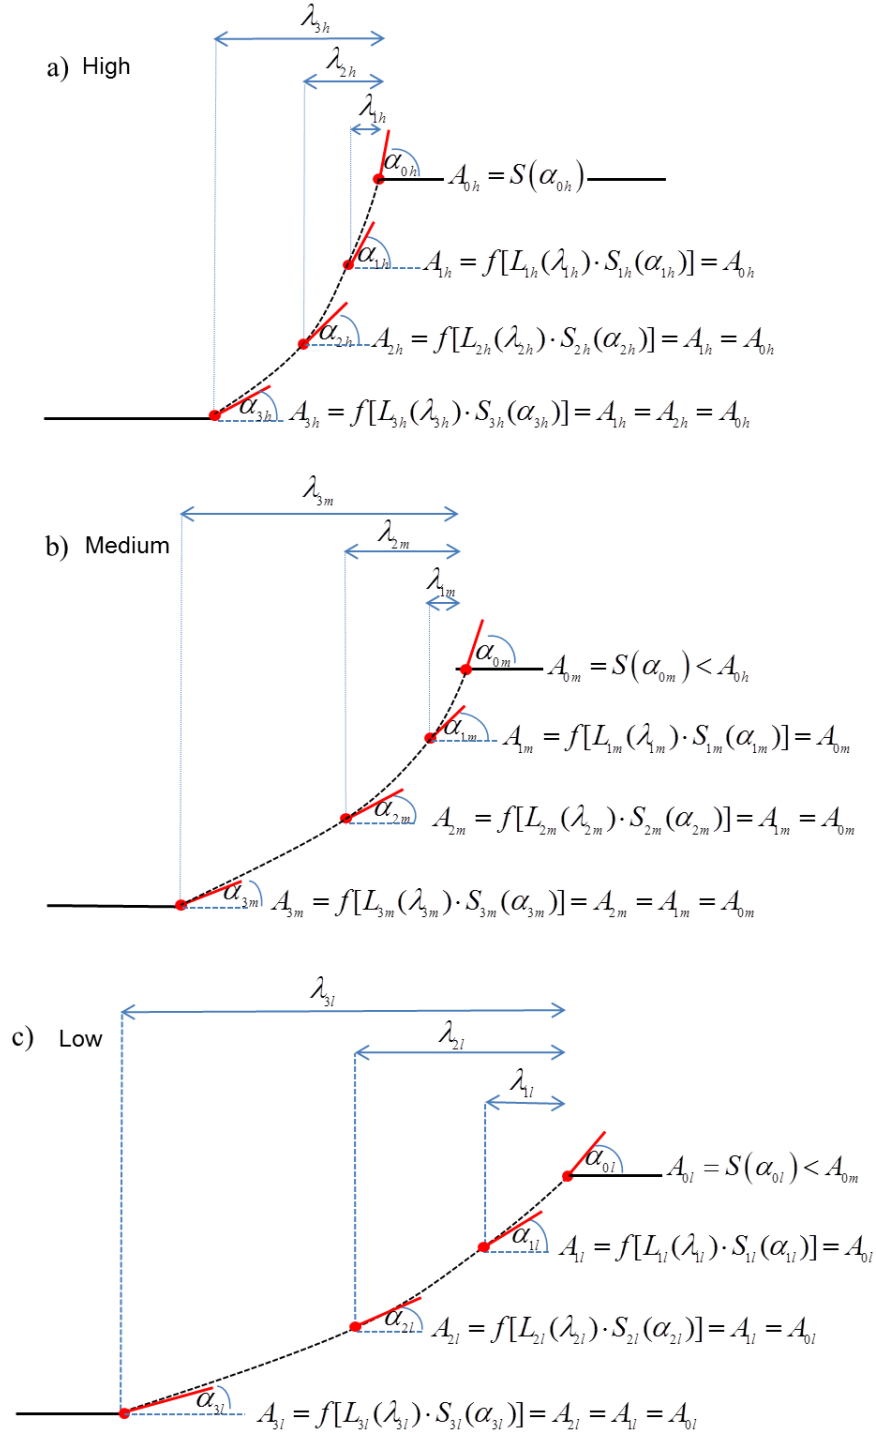 λ₃ₕ
a) High
λ₂ₕ
λ₁ₕ
α₀ₕ A₀ₕ = S(α₀ₕ)
α₁ₕ A₁ₕ = f[L₁ₕ(λ₁ₕ)·S₁ₕ(α₁ₕ)] = A₀ₕ
α₂ₕ A₂ₕ = f[L₂ₕ(λ₂ₕ)·S₂ₕ(α₂ₕ)] = A₁ₕ = A₀ₕ
α₃ₕ A₃ₕ = f[L₃ₕ(λ₃ₕ)·S₃ₕ(α₃ₕ)] = A₁ₕ = A₂ₕ = A₀ₕ
λ₃ₘ
b) Medium
λ₂ₘ
λ₁ₘ
α₀ₘ A₀ₘ = S(α₀ₘ) < A₀ₕ
α₁ₘ A₁ₘ = f[L₁ₘ(λ₁ₘ)·S₁ₘ(α₁ₘ)] = A₀ₘ
α₂ₘ A₂ₘ = f[L₂ₘ(λ₂ₘ)·S₂ₘ(α₂ₘ)] = A₁ₘ = A₀ₘ
α₃ₘ A₃ₘ = f[L₃ₘ(λ₃ₘ)·S₃ₘ(α₃ₘ)] = A₂ₘ = A₁ₘ = A₀ₘ
λ₃ₗ
c) Low
λ₂ₗ
λ₁ₗ
α₀ₗ A₀ₗ = S(α₀ₗ) < A₀ₘ
α₁ₗ A₁ₗ = f[L₁ₗ(λ₁ₗ)·S₁ₗ(α₁ₗ)] = A₀ₗ
α₂ₗ A₂ₗ = f[L₂ₗ(λ₂ₗ)·S₂ₗ(α₂ₗ)] = A₁ₗ = A₀ₗ
α₃ₗ A₃ₗ = f[L₃ₗ(λ₃ₗ)·S₃ₗ(α₃ₗ)] = A₂ₗ = A₁ₗ = A₀ₗ